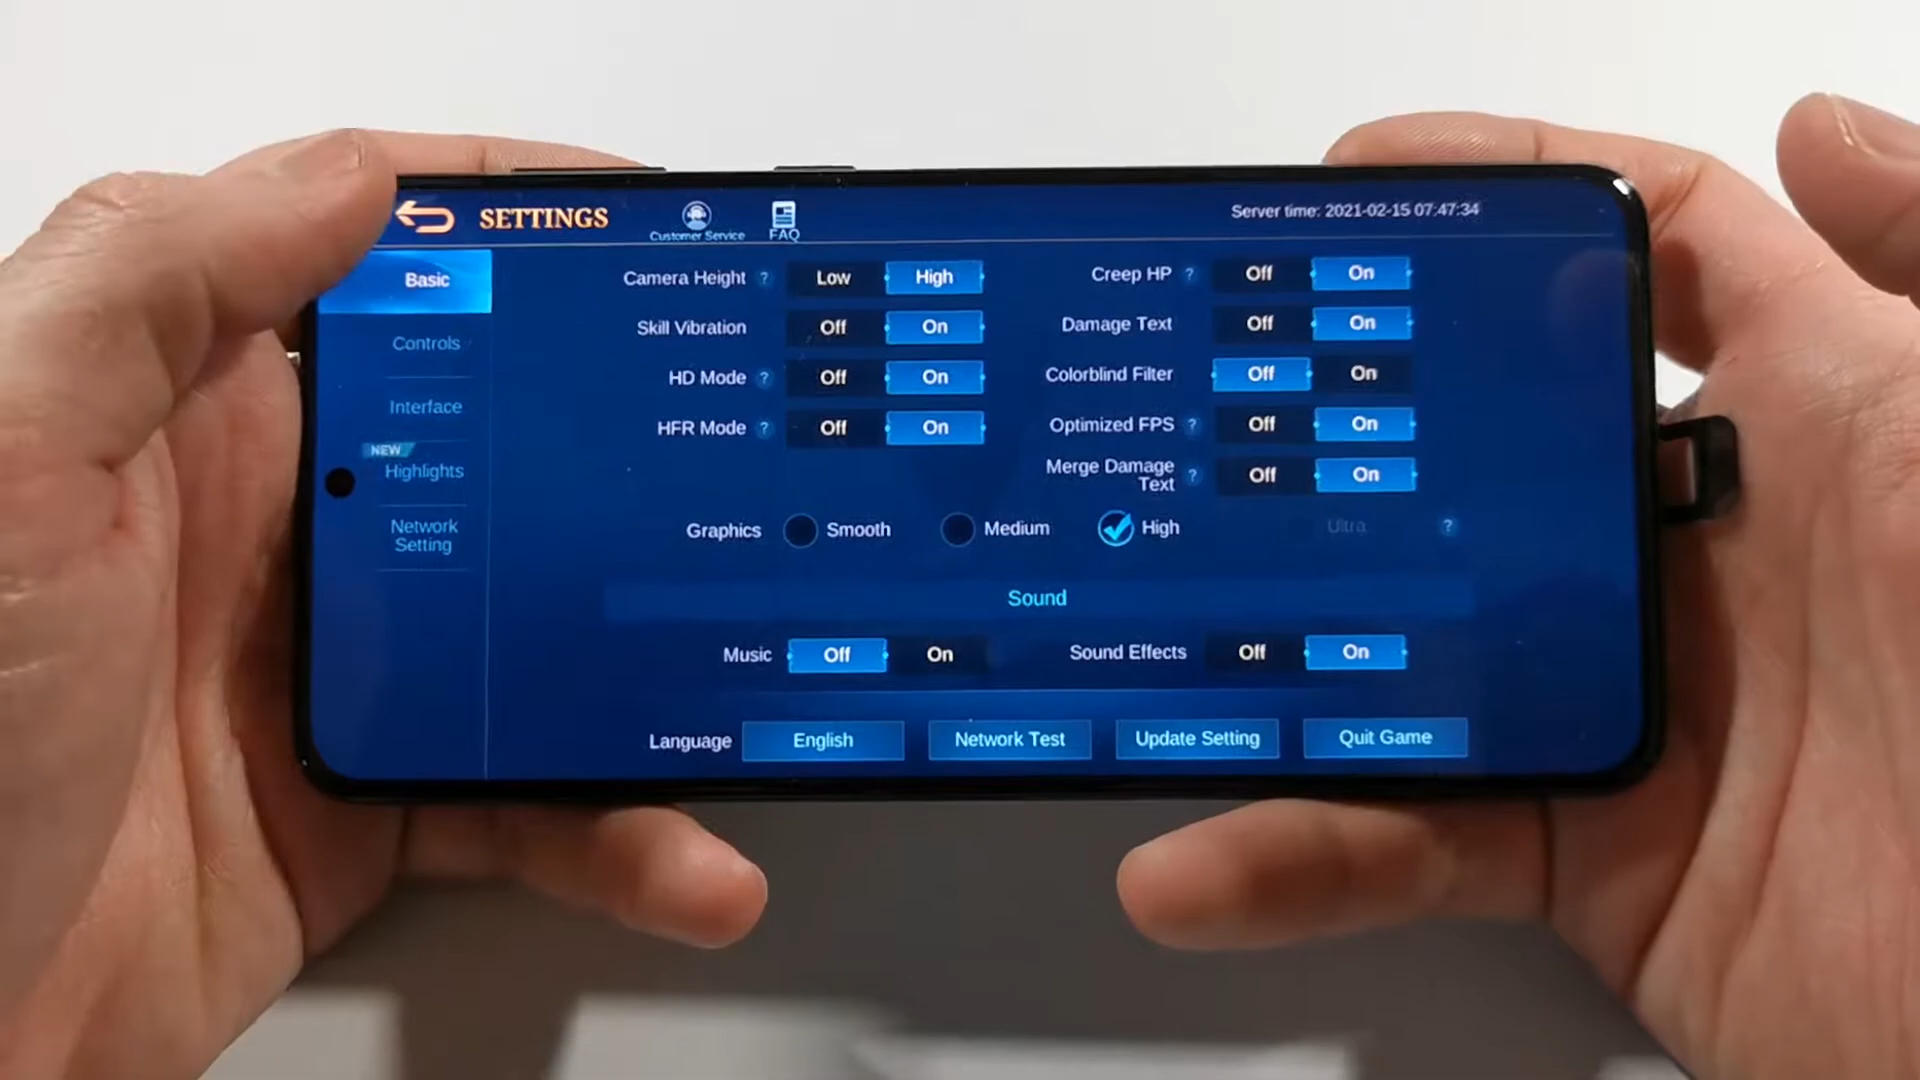 SETTINGS
Customer Service
FAQ
Server time: 2021-02-15 07:47:34
Basic
Controls
Interface
NEW
Highlights
Network
Setting
Camera Height ? Low High
Creep HP ? Off On
Skill Vibration Off On
Damage Text Off On
HD Mode ? Off On
Colorblind Filter Off On
HFR Mode ? Off On
Optimized FPS ? Off On
Merge Damage
Text ? Off On
Graphics Smooth Medium High Ultra ?
Sound
Music Off On
Sound Effects Off On
Language English Network Test Update Setting Quit Game